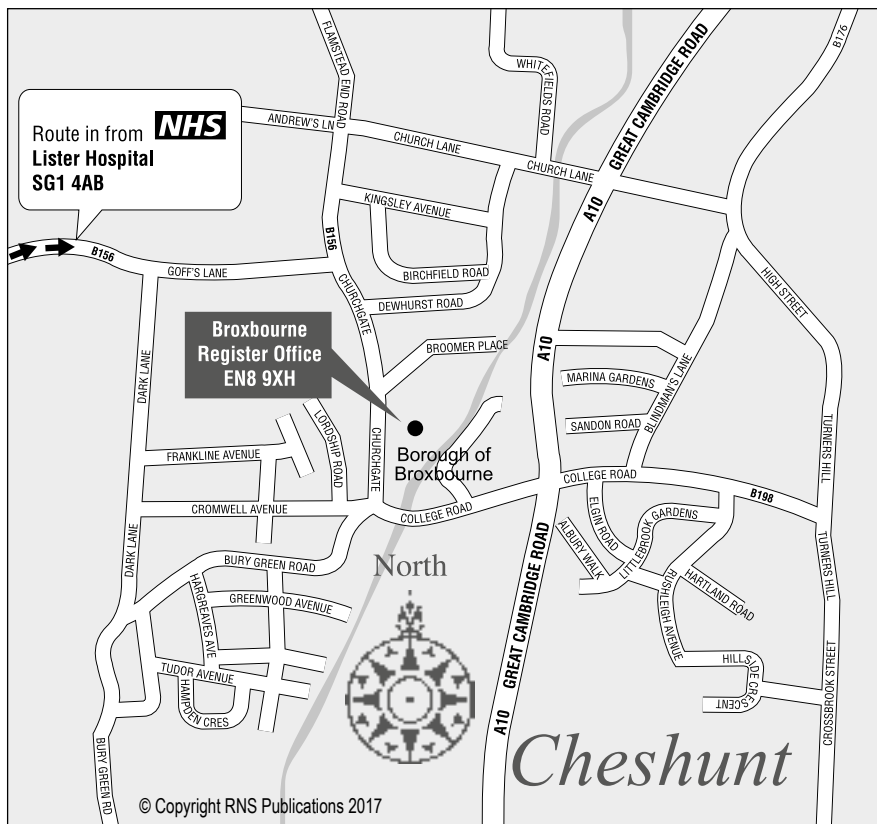 FLAMSTEAD END ROAD
WHITEFIELDS ROAD
GREAT CAMBRIDGE ROAD
B176
Route in from NHS
Lister Hospital
SG1 4AB
ANDREW'S LN
CHURCH LANE
CHURCH LANE
A10
KINGSLEY AVENUE
B156
B156
GOFF'S LANE
BIRCHFIELD ROAD
HIGH STREET
CHURCHGATE
DEWHURST ROAD
Broxbourne
Register Office
EN8 9XH
BROOMER PLACE
A10
DARK LANE
MARINA GARDENS
BLINDMAN'S LANE
LORDSHIP ROAD
SANDON ROAD
TURNERS HILL
CHURCHGATE
Borough of
Broxbourne
FRANKLINE AVENUE
COLLEGE ROAD
B198
CROMWELL AVENUE
COLLEGE ROAD
ELGIN ROAD
LITTLEBROOK GARDENS
ALBURY WALK
DARK LANE
BURY GREEN ROAD
North
GREAT CAMBRIDGE ROAD
TURNERS HILL
HARGREAVES AVE
GREENWOOD AVENUE
RUSHLEIGH AVENUE
HARTLAND ROAD
TUDOR AVENUE
HAMPDEN CRES
HILLSIDE CRESCENT
CROSSBROOK STREET
BURY GREEN RD
A10
Cheshunt
© Copyright RNS Publications 2017